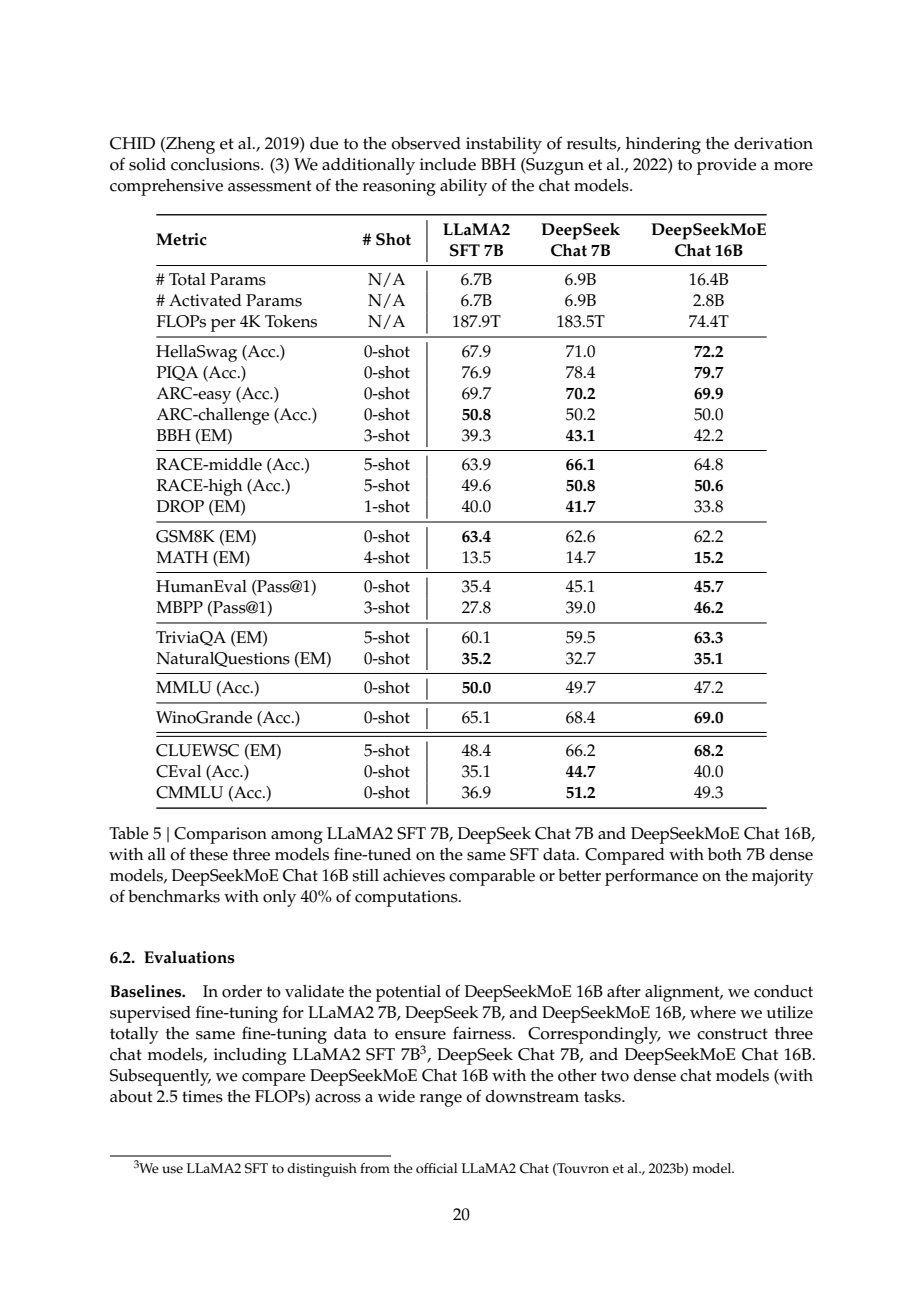 CHID (Zheng et al., 2019) due to the observed instability of results, hindering the derivation
of solid conclusions. (3) We additionally include BBH (Suzgun et al., 2022) to provide a more
comprehensive assessment of the reasoning ability of the chat models.
Metric # Shot LLaMA2 SFT 7B DeepSeek Chat 7B DeepSeekMoE Chat 16B
# Total Params N/A 6.7B 6.9B 16.4B
# Activated Params N/A 6.7B 6.9B 2.8B
FLOPs per 4K Tokens N/A 187.9T 183.5T 74.4T
HellaSwag (Acc.) 0-shot 67.9 71.0 72.2
PIQA (Acc.) 0-shot 76.9 78.4 79.7
ARC-easy (Acc.) 0-shot 69.7 70.2 69.9
ARC-challenge (Acc.) 0-shot 50.8 50.2 50.0
BBH (EM) 3-shot 39.3 43.1 42.2
RACE-middle (Acc.) 5-shot 63.9 66.1 64.8
RACE-high (Acc.) 5-shot 49.6 50.8 50.6
DROP (EM) 1-shot 40.0 41.7 33.8
GSM8K (EM) 0-shot 63.4 62.6 62.2
MATH (EM) 4-shot 13.5 14.7 15.2
HumanEval (Pass@1) 0-shot 35.4 45.1 45.7
MBPP (Pass@1) 3-shot 27.8 39.0 46.2
TriviaQA (EM) 5-shot 60.1 59.5 63.3
NaturalQuestions (EM) 0-shot 35.2 32.7 35.1
MMLU (Acc.) 0-shot 50.0 49.7 47.2
WinoGrande (Acc.) 0-shot 65.1 68.4 69.0
CLUEWSC (EM) 5-shot 48.4 66.2 68.2
CEval (Acc.) 0-shot 35.1 44.7 40.0
CMMLU (Acc.) 0-shot 36.9 51.2 49.3
Table 5 | Comparison among LLaMA2 SFT 7B, DeepSeek Chat 7B and DeepSeekMoE Chat 16B,
with all of these three models fine-tuned on the same SFT data. Compared with both 7B dense
models, DeepSeekMoE Chat 16B still achieves comparable or better performance on the majority
of benchmarks with only 40% of computations.
6.2. Evaluations
Baselines. In order to validate the potential of DeepSeekMoE 16B after alignment, we conduct
supervised fine-tuning for LLaMA2 7B, DeepSeek 7B, and DeepSeekMoE 16B, where we utilize
totally the same fine-tuning data to ensure fairness. Correspondingly, we construct three
chat models, including LLaMA2 SFT 7B³, DeepSeek Chat 7B, and DeepSeekMoE Chat 16B.
Subsequently, we compare DeepSeekMoE Chat 16B with the other two dense chat models (with
about 2.5 times the FLOPs) across a wide range of downstream tasks.
³We use LLaMA2 SFT to distinguish from the official LLaMA2 Chat (Touvron et al., 2023b) model.
20